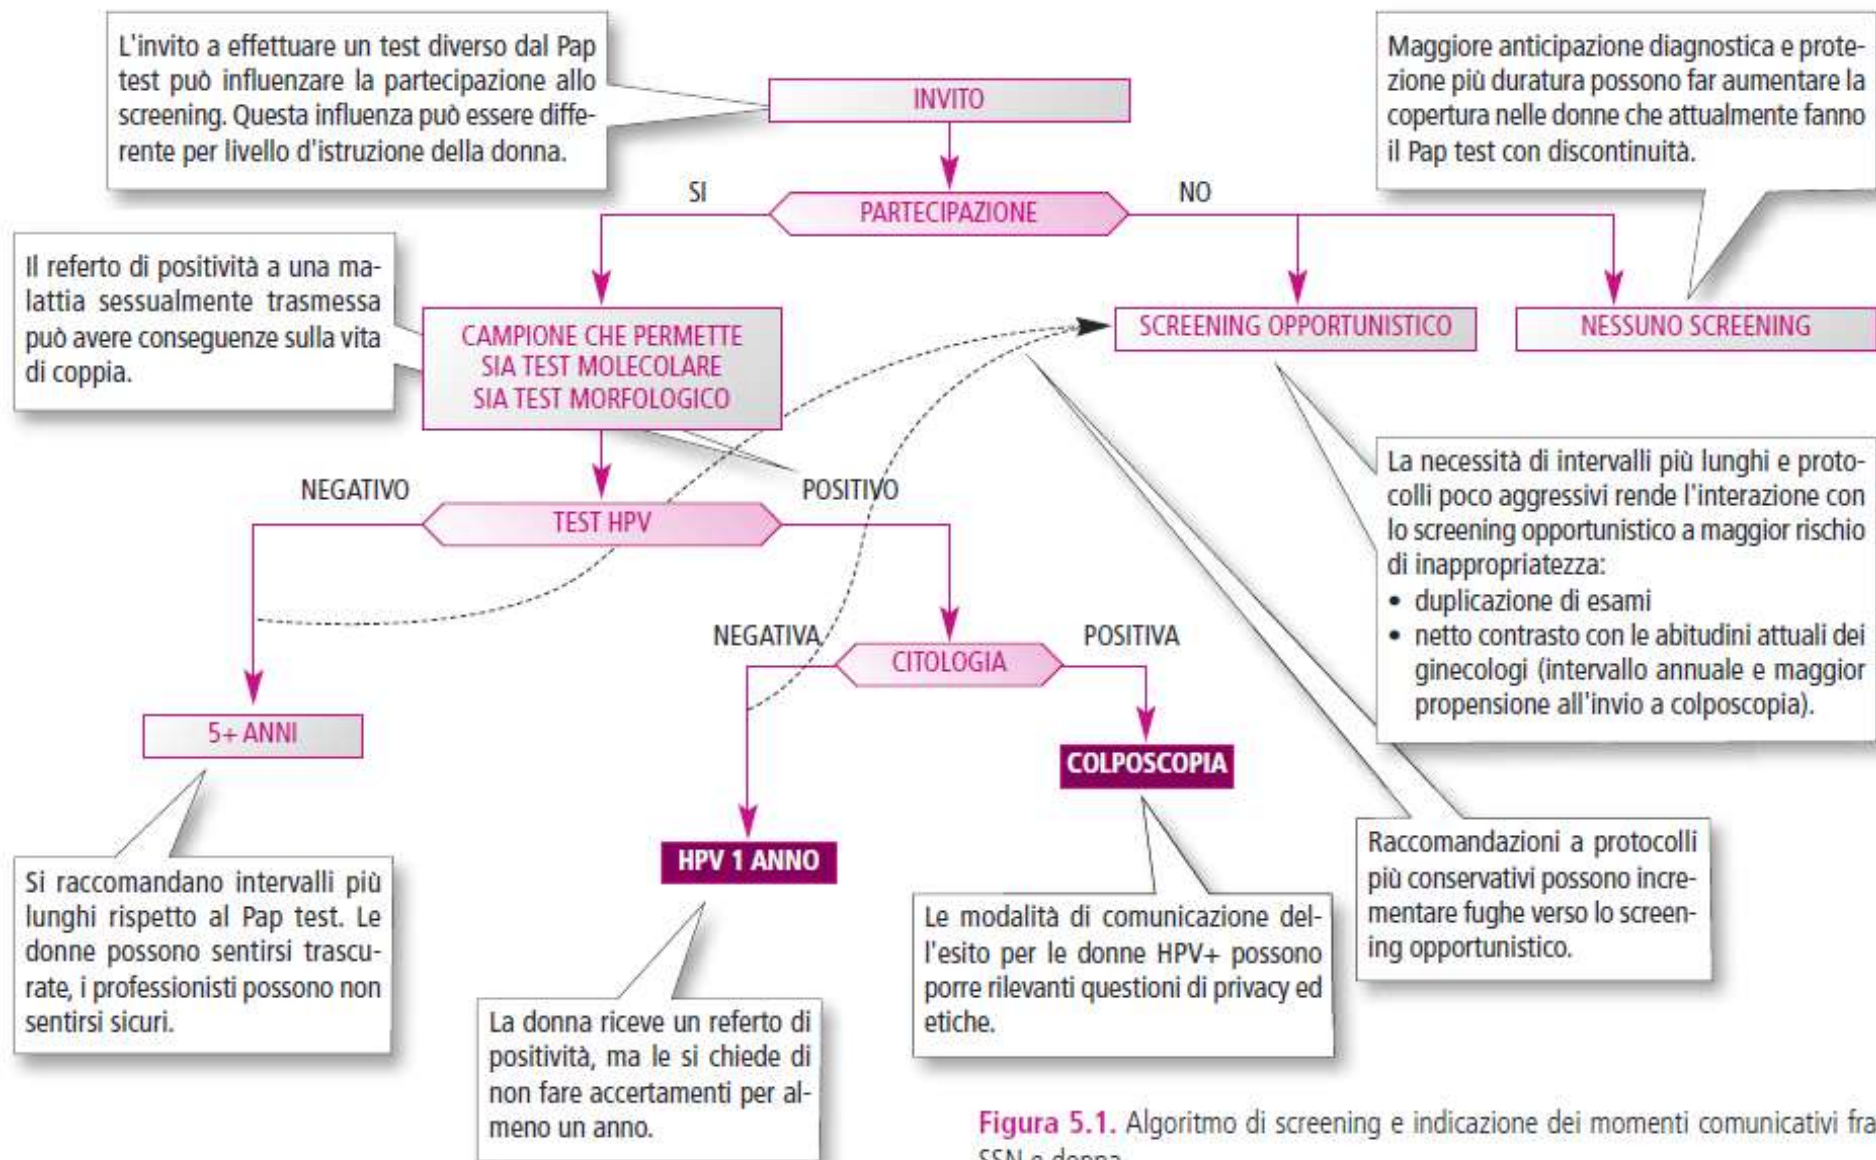 L'invito a effettuare un test diverso dal Pap
test può influenzare la partecipazione allo
screening. Questa influenza può essere diffe-
rente per livello d'istruzione della donna.
INVITO
Maggiore anticipazione diagnostica e prote-
zione più duratura possono far aumentare la
copertura nelle donne che attualmente fanno
il Pap test con discontinuità.
SI
PARTECIPAZIONE
NO
Il referto di positività a una ma-
lattia sessualmente trasmessa
può avere conseguenze sulla vita
di coppia.
CAMPIONE CHE PERMETTE
SIA TEST MOLECOLARE
SIA TEST MORFOLOGICO
SCREENING OPPORTUNISTICO
NESSUNO SCREENING
NEGATIVO
TEST HPV
POSITIVO
La necessità di intervalli più lunghi e proto-
colli poco aggressivi rende l'interazione con
lo screening opportunistico a maggior rischio
di inappropriatezza:
• duplicazione di esami
• netto contrasto con le abitudini attuali dei
ginecologi (intervallo annuale e maggior
propensione all'invio a colposcopia).
NEGATIVA
CITOLOGIA
POSITIVA
5+ ANNI
COLPOSCOPIA
HPV 1 ANNO
Si raccomandano intervalli più
lunghi rispetto al Pap test. Le
donne possono sentirsi trascu-
rate, i professionisti possono non
sentirsi sicuri.
La donna riceve un referto di
positività, ma le si chiede di
non fare accertamenti per al-
meno un anno.
Le modalità di comunicazione del-
l'esito per le donne HPV+ possono
porre rilevanti questioni di privacy ed
etiche.
Raccomandazioni a protocolli
più conservativi possono incre-
mentare fughe verso lo screen-
ing opportunistico.
Figura 5.1. Algoritmo di screening e indicazione dei momenti comunicativi fra
SSN e donna